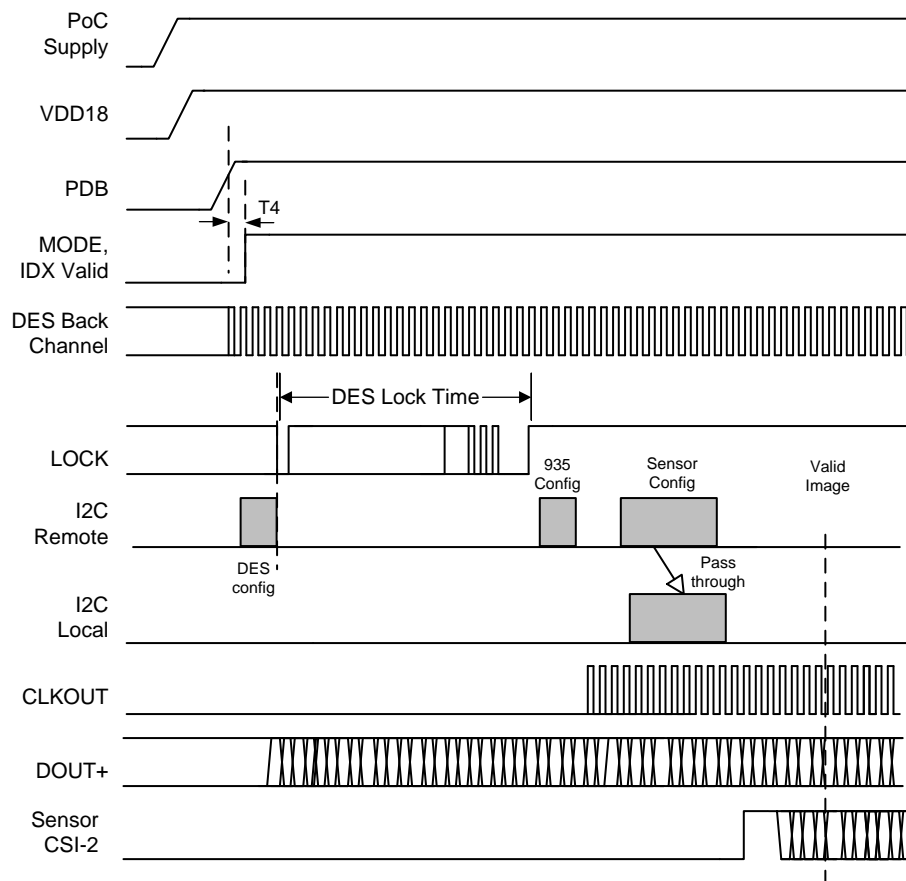 PoC
Supply
VDD18
PDB
T4
MODE,
IDX Valid
DES Back
Channel
DES Lock Time
LOCK
935
Config
Sensor
Config
Valid
Image
I2C
Remote
DES
config
Pass
through
I2C
Local
CLKOUT
DOUT+
Sensor
CSI-2